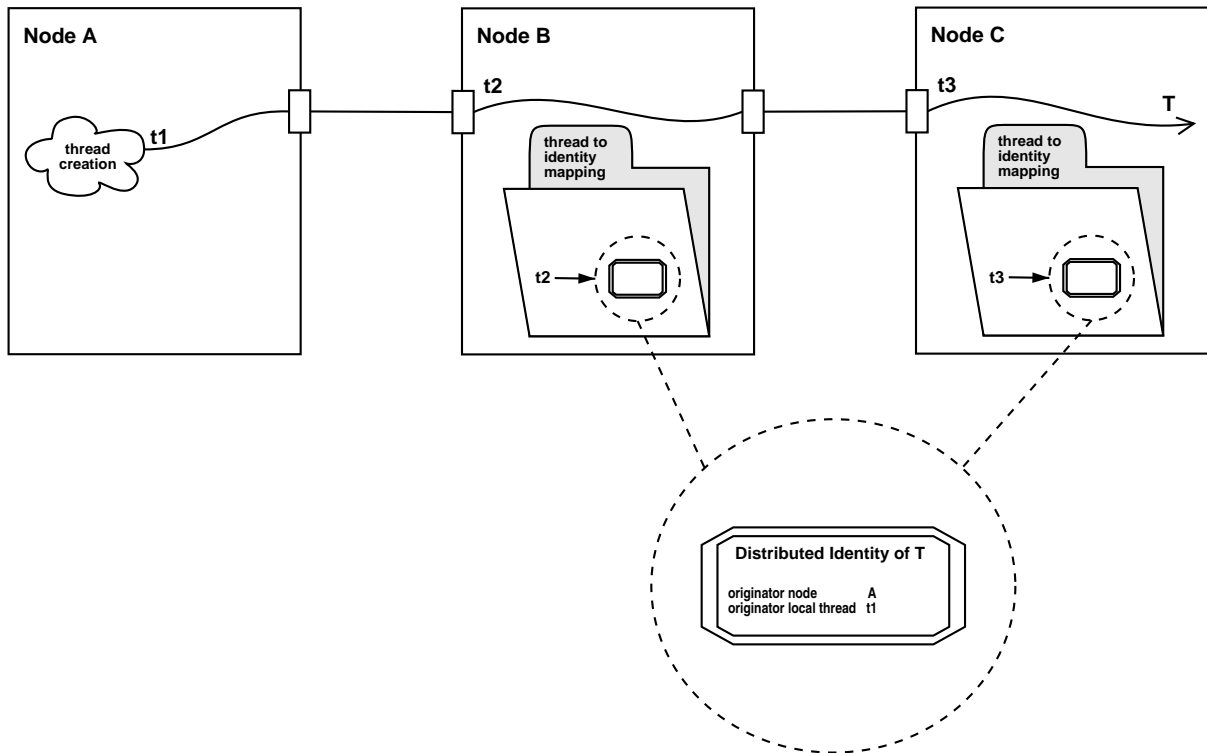 Node A
Node B
Node C
t1
t2
t3
T
thread
creation
thread to
identity
mapping
thread to
identity
mapping
t2
t3
Distributed Identity of T
originator node A
originator local thread t1